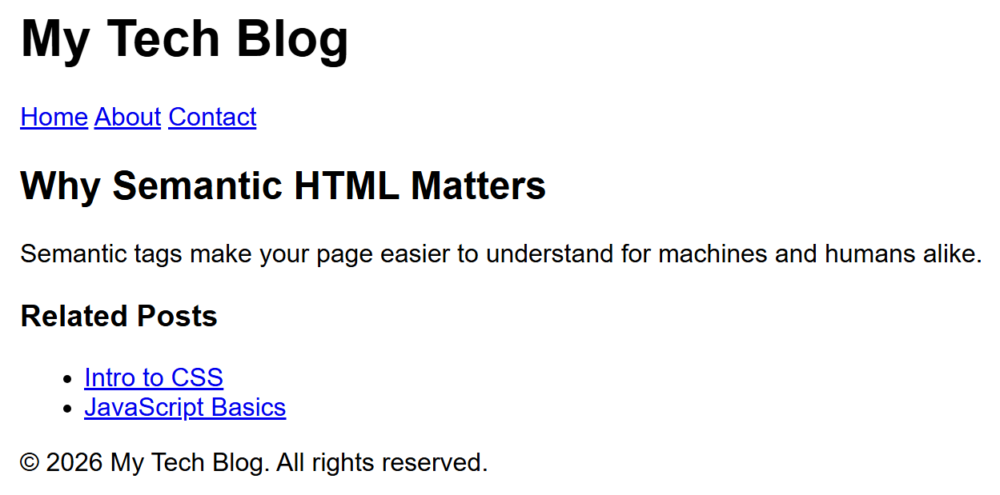 My Tech Blog
Home About Contact
Why Semantic HTML Matters
Semantic tags make your page easier to understand for machines and humans alike.
Related Posts
• Intro to CSS
• JavaScript Basics
© 2026 My Tech Blog. All rights reserved.